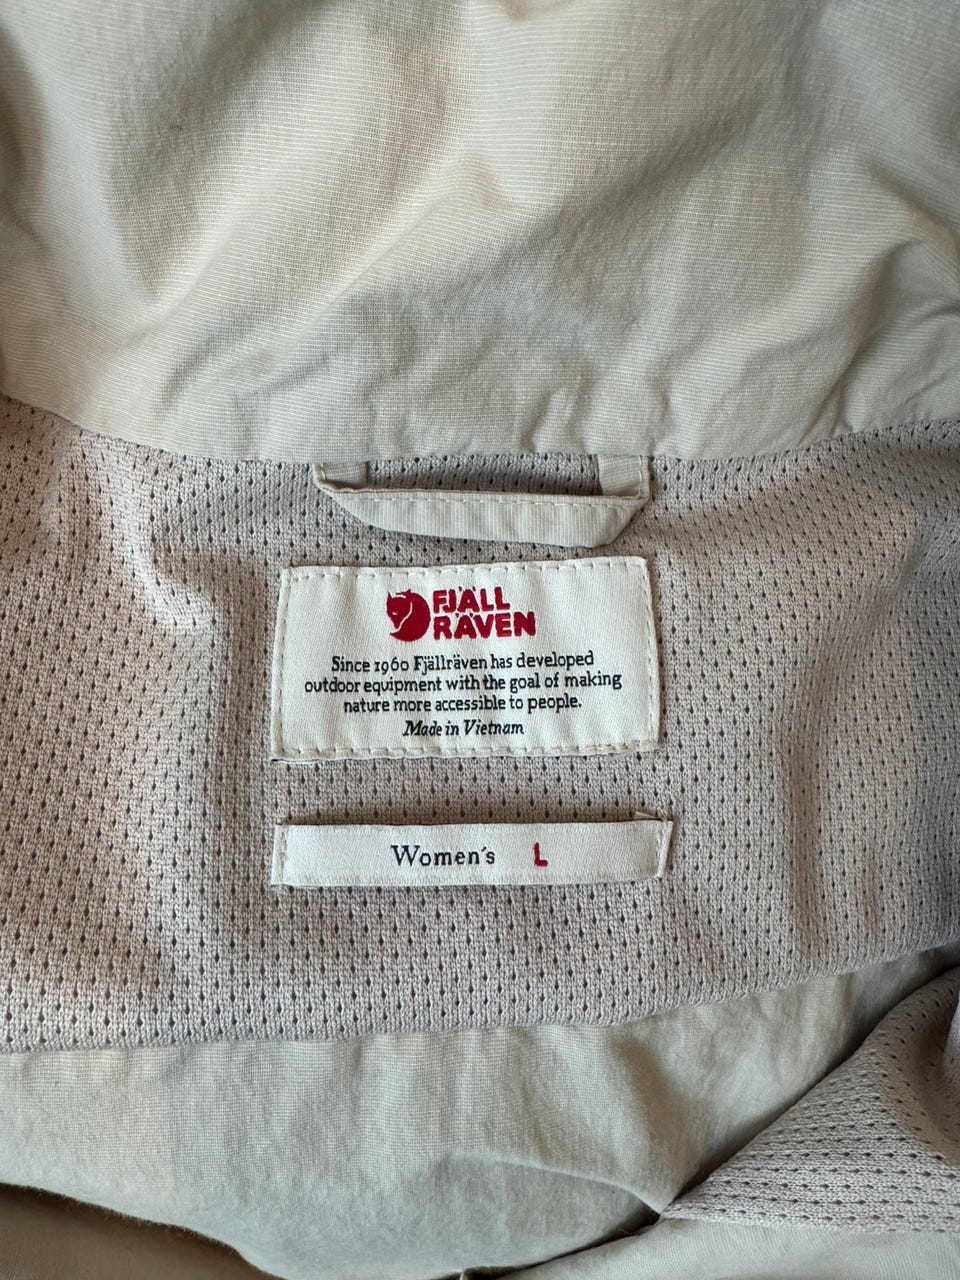 FJÄLL
RÄVEN
Since 1960 Fjällräven has developed
outdoor equipment with the goal of making
nature more accessible to people.
Made in Vietnam
Women's L